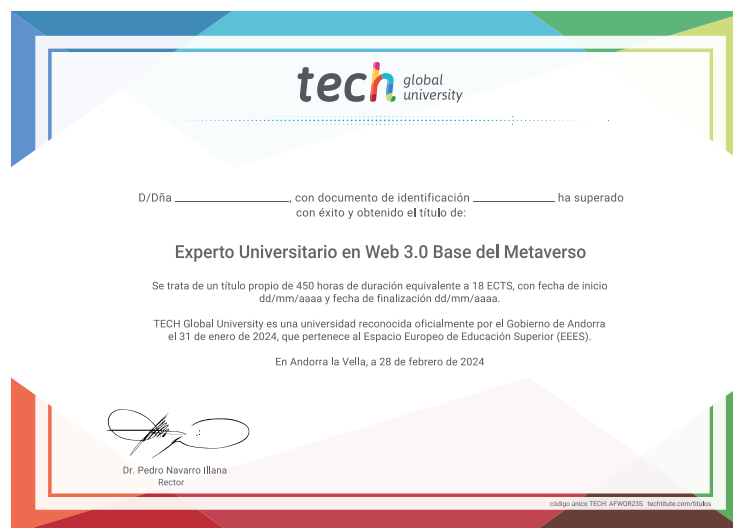 tech global university
D/Dña ____________________, con documento de identificación ______________ ha superado
con éxito y obtenido el título de:
Experto Universitario en Web 3.0 Base del Metaverso
Se trata de un título propio de 450 horas de duración equivalente a 18 ECTS, con fecha de inicio
dd/mm/aaaa y fecha de finalización dd/mm/aaaa.
TECH Global University es una universidad reconocida oficialmente por el Gobierno de Andorra
el 31 de enero de 2024, que pertenece al Espacio Europeo de Educación Superior (EEES).
En Andorra la Vella, a 28 de febrero de 2024
Dr. Pedro Navarro Illana
Rector
código único TECH: AFWOR23S techtitute.com/titulos